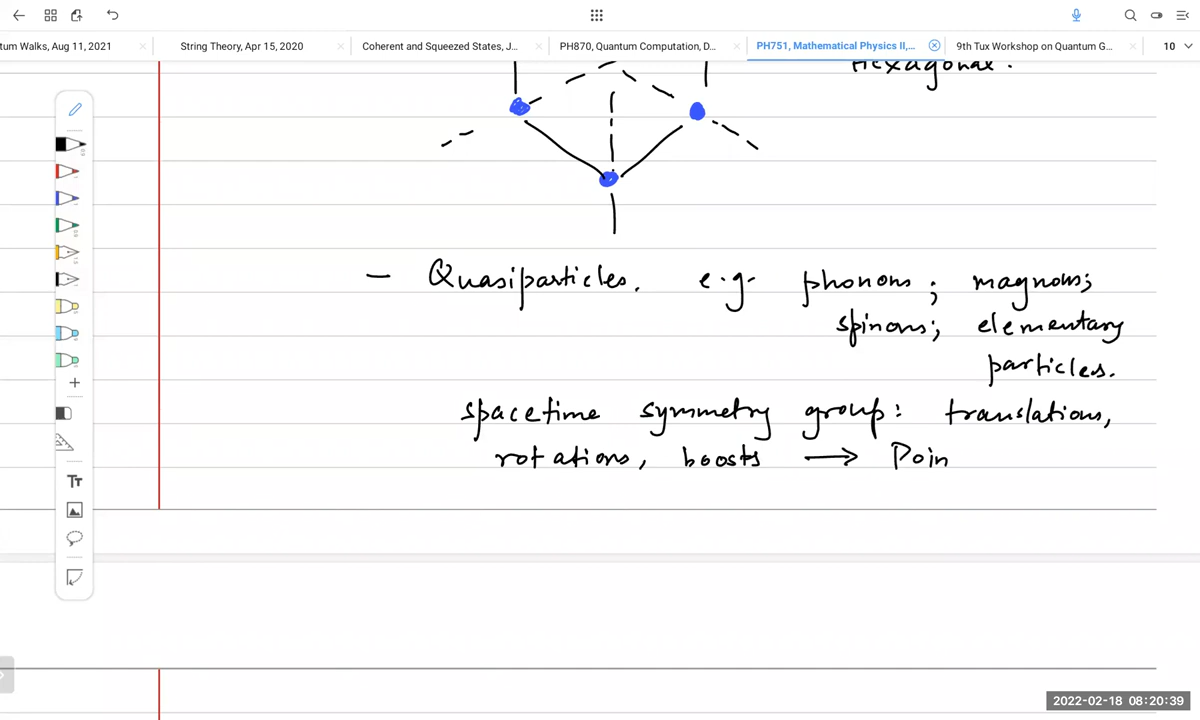 tum Walks, Aug 11, 2021
String Theory, Apr 15, 2020
Coherent and Squeezed States, J...
PH870, Quantum Computation, D...
PH751, Mathematical Physics II,...
9th Tux Workshop on Quantum G...
10
Hexagonal.
- Quasiparticles. e.g. phonons; magnons;
spinons; elementary
particles.
spacetime symmetry group: translations,
rotations, boosts → Poin
Tт
2022-02-18 08:20:39